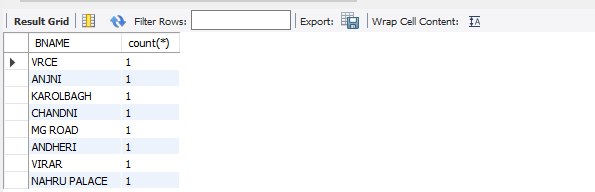 Result Grid Filter Rows: Export: Wrap Cell Content: IA
BNAME count(*)
VRCE 1
ANJNI 1
KAROLBAGH 1
CHANDNI 1
MG ROAD 1
ANDHERI 1
VIRAR 1
NAHRU PALACE 1